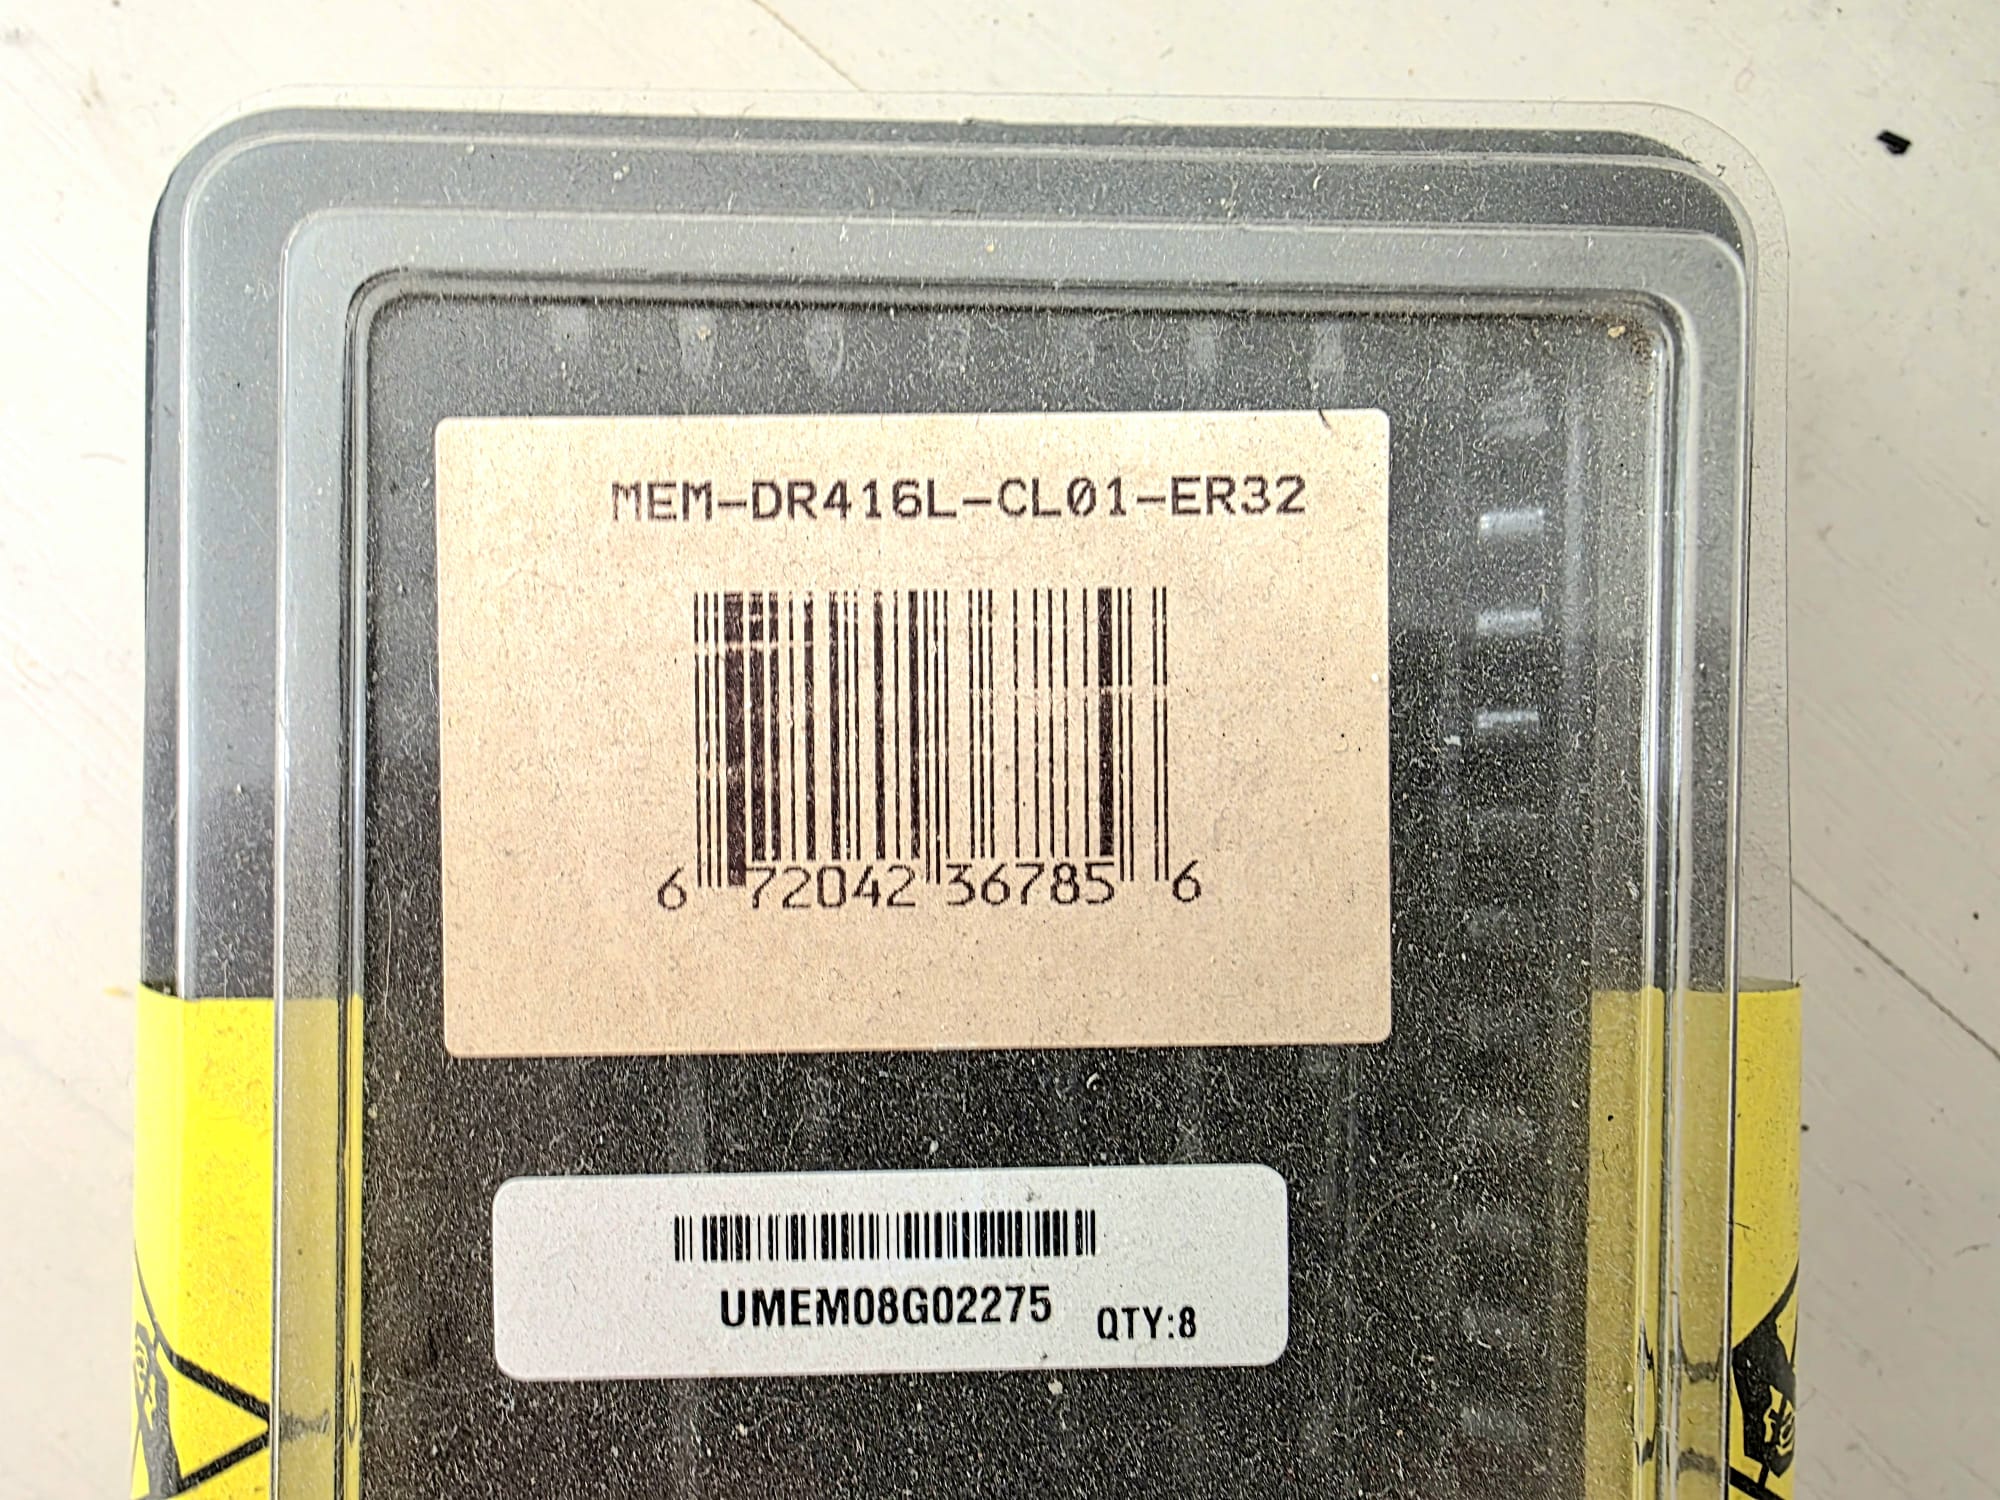 MEM-DR416L-CL01-ER32
6 72042 36785 6
UMEM08G02275 QTY:8